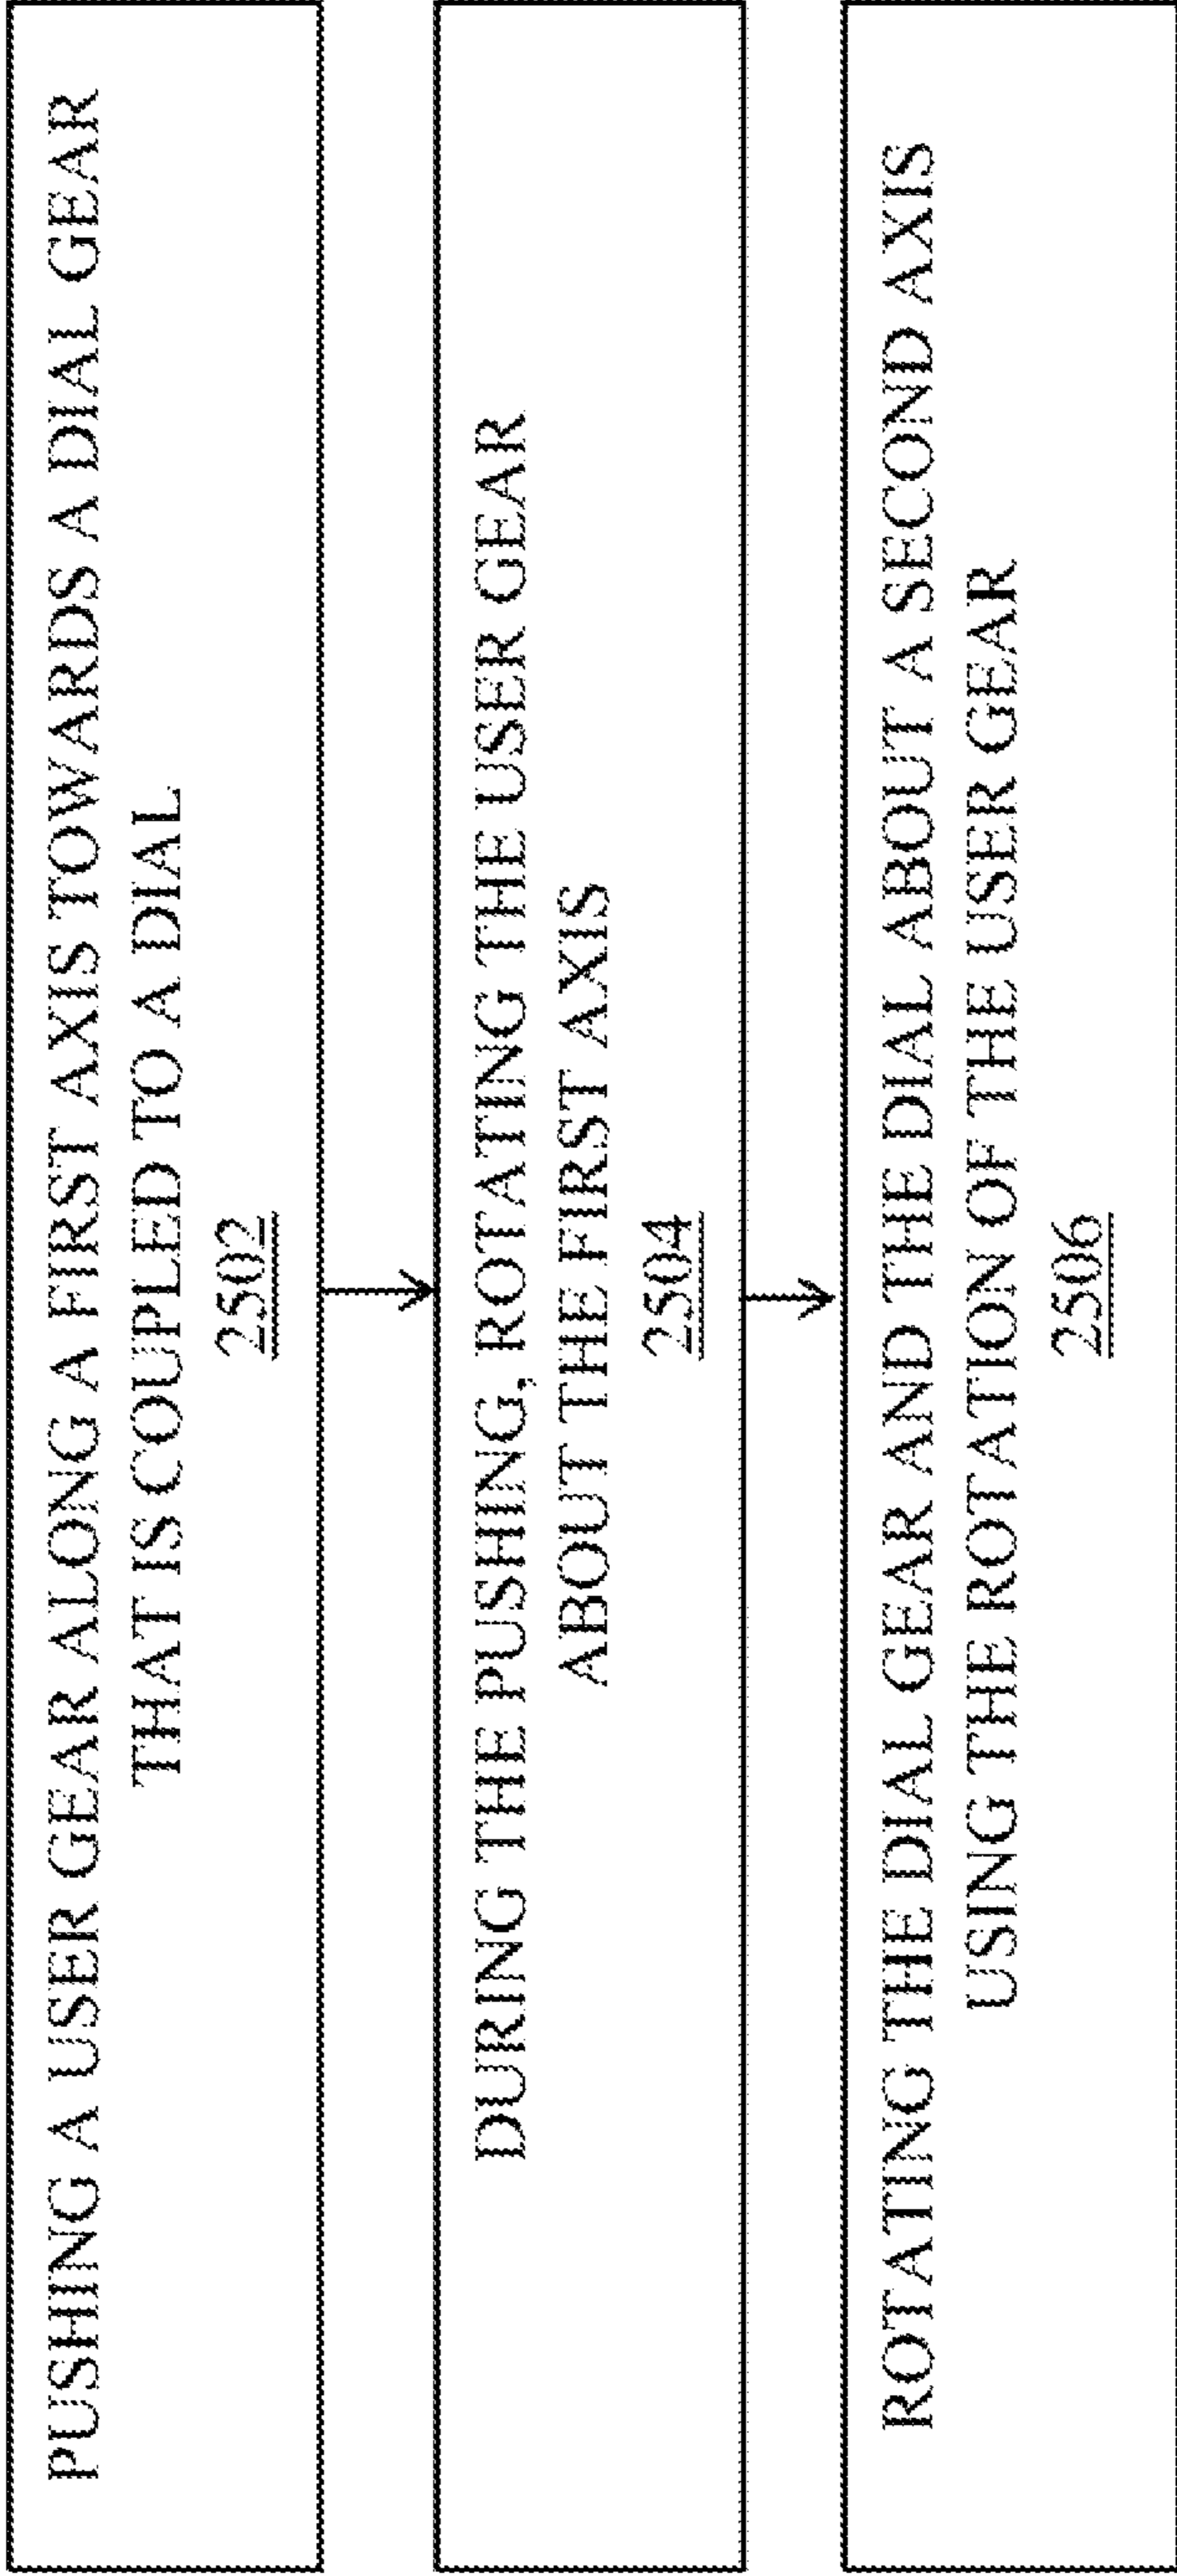 PUSHING A USER GEAR ALONG A FIRST AXIS TOWARDS A DIAL GEAR
THAT IS COUPLED TO A DIAL
2502
DURING THE PUSHING, ROTATING THE USER GEAR
ABOUT THE FIRST AXIS
2504
ROTATING THE DIAL GEAR AND THE DIAL ABOUT A SECOND AXIS
USING THE ROTATION OF THE USER GEAR
2506